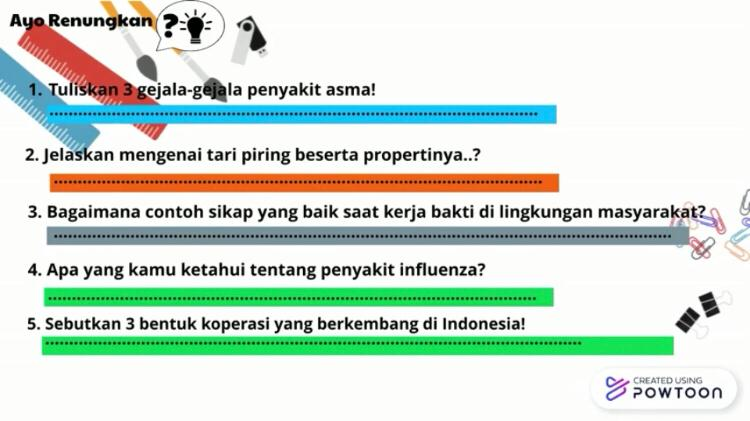 Ayo Renungkan
?
1. Tuliskan 3 gejala-gejala penyakit asma!
2. Jelaskan mengenai tari piring beserta propertinya..?
3. Bagaimana contoh sikap yang baik saat kerja bakti di lingkungan masyarakat?
4. Apa yang kamu ketahui tentang penyakit influenza?
5. Sebutkan 3 bentuk koperasi yang berkembang di Indonesia!
CREATED USING
POWTOON